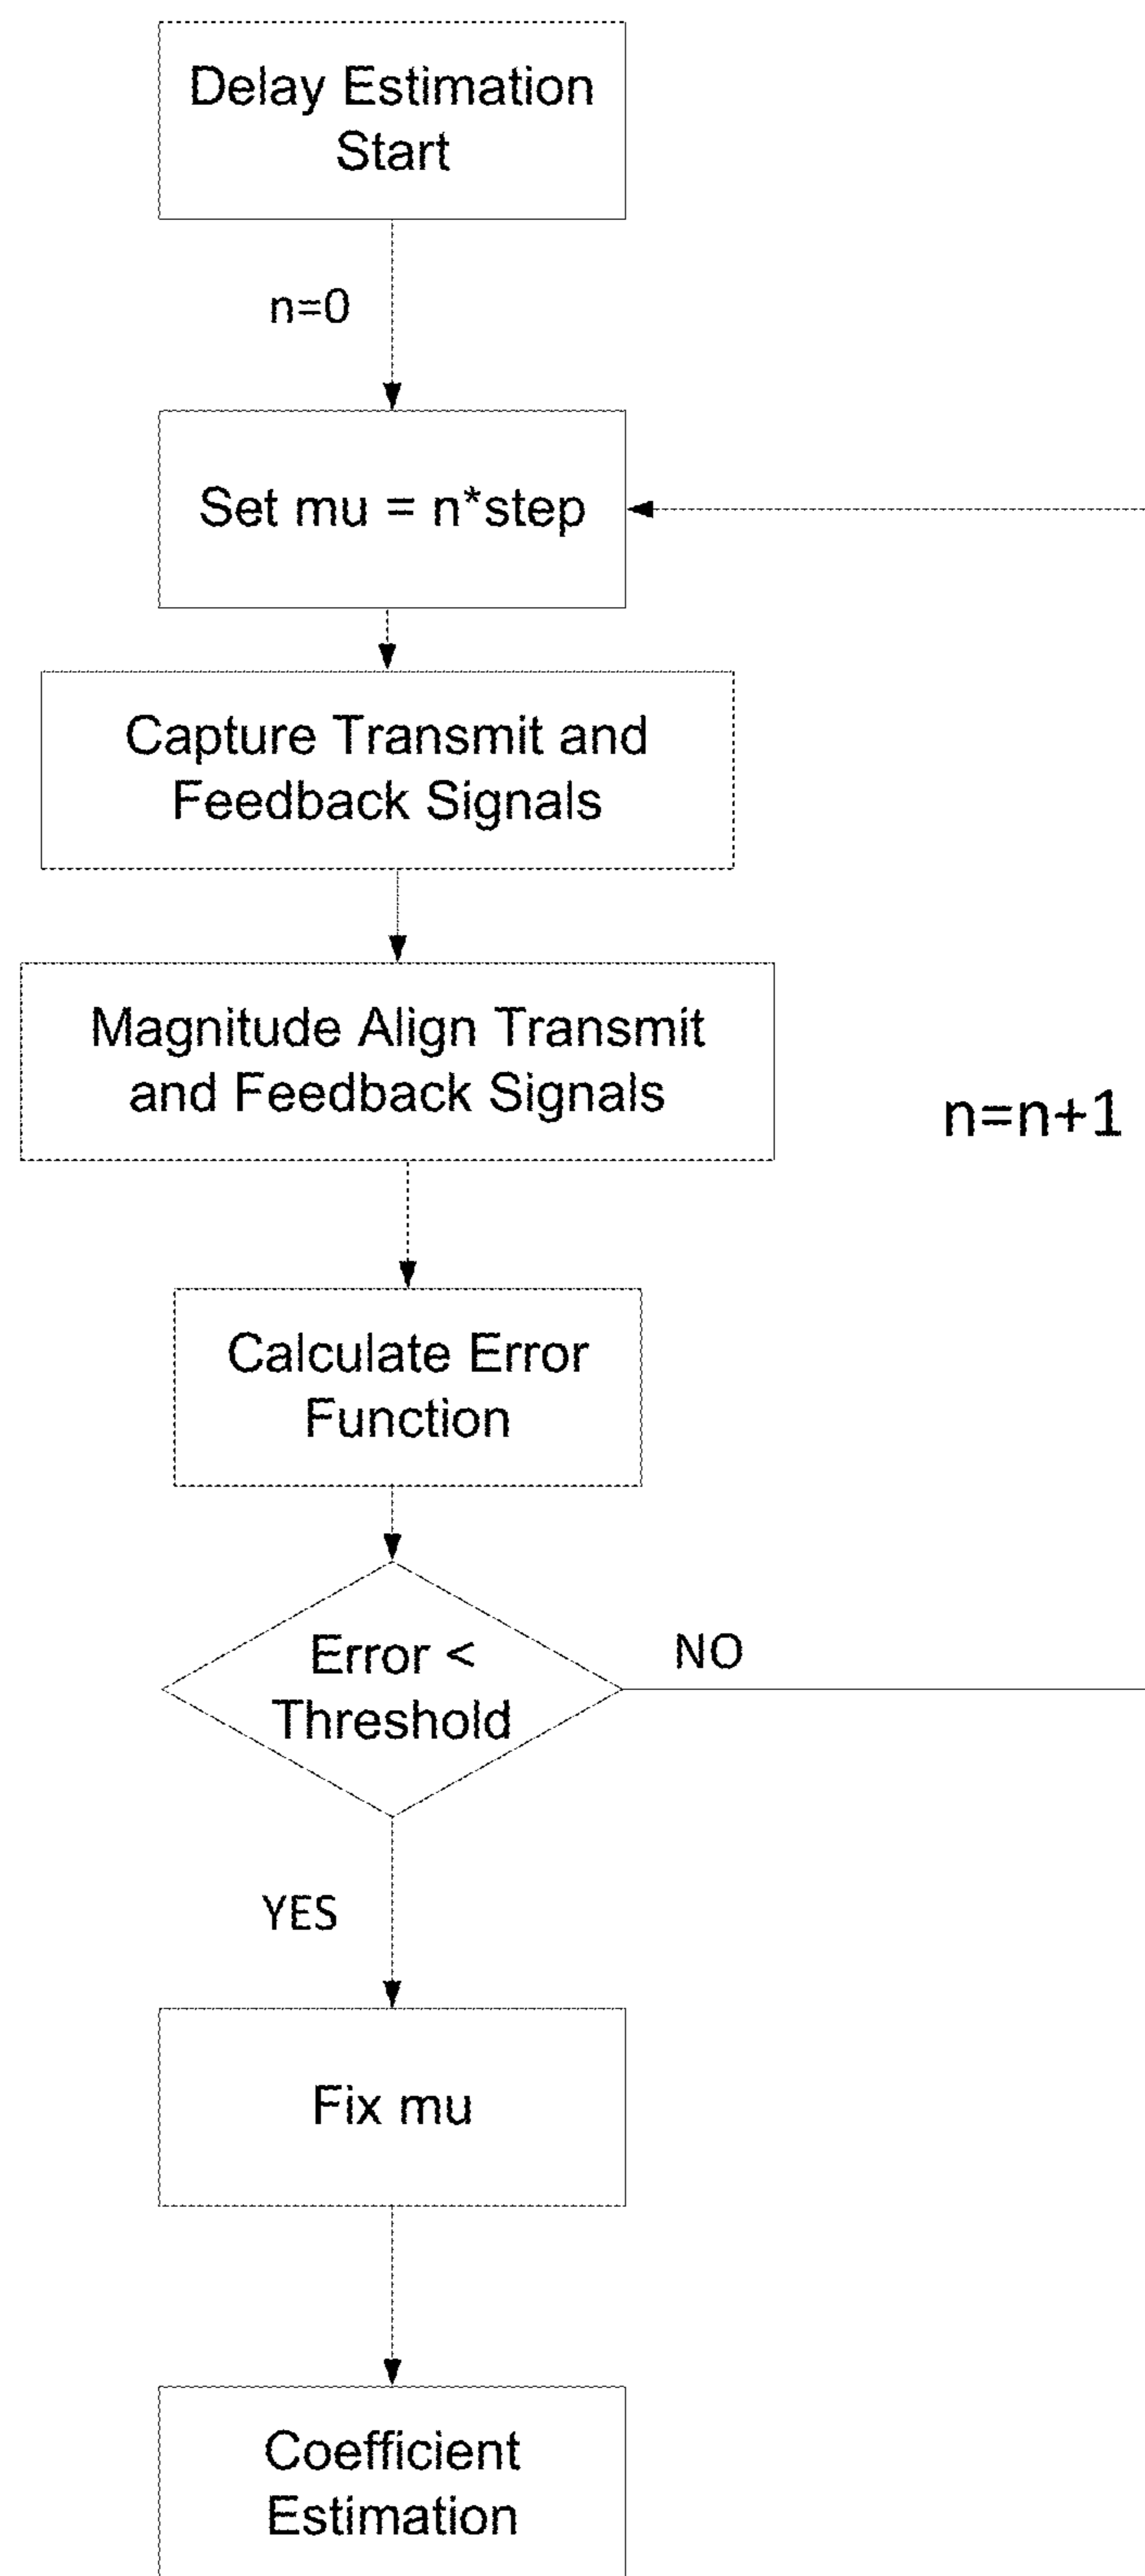 Delay Estimation
Start
n=0
Set mu = n*step
Capture Transmit and
Feedback Signals
Magnitude Align Transmit
and Feedback Signals
n=n+1
Calculate Error
Function
Error <
Threshold
NO
YES
Fix mu
Coefficient
Estimation